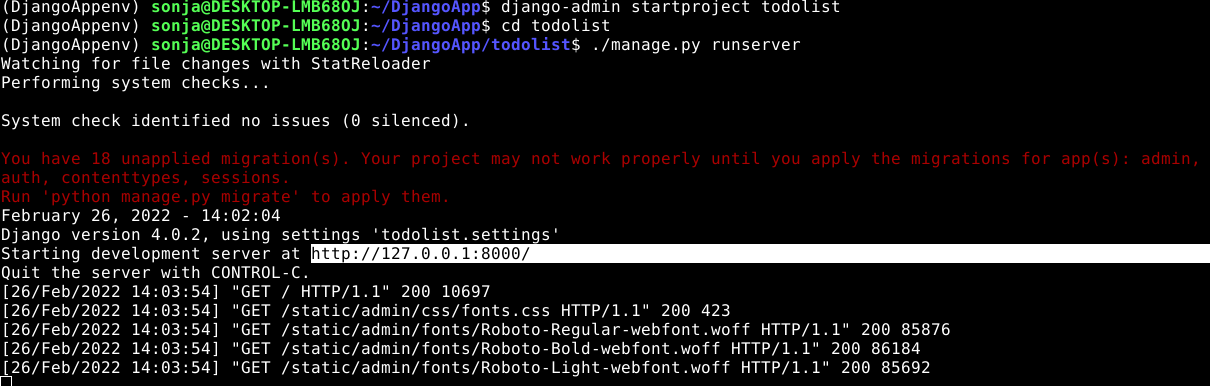 (DjangoAppenv) sonja@DESKTOP-LMB68OJ:~/DjangoApp$ django-admin startproject todolist
(DjangoAppenv) sonja@DESKTOP-LMB68OJ:~/DjangoApp$ cd todolist
(DjangoAppenv) sonja@DESKTOP-LMB68OJ:~/DjangoApp/todolist$ ./manage.py runserver
Watching for file changes with StatReloader
Performing system checks...
System check identified no issues (0 silenced).
You have 18 unapplied migration(s). Your project may not work properly until you apply the migrations for app(s): admin,
auth, contenttypes, sessions.
Run 'python manage.py migrate' to apply them.
February 26, 2022 - 14:02:04
Django version 4.0.2, using settings 'todolist.settings'
Starting development server at http://127.0.0.1:8000/
Quit the server with CONTROL-C.
[26/Feb/2022 14:03:54] "GET / HTTP/1.1" 200 10697
[26/Feb/2022 14:03:54] "GET /static/admin/css/fonts.css HTTP/1.1" 200 423
[26/Feb/2022 14:03:54] "GET /static/admin/fonts/Roboto-Regular-webfont.woff HTTP/1.1" 200 85876
[26/Feb/2022 14:03:54] "GET /static/admin/fonts/Roboto-Bold-webfont.woff HTTP/1.1" 200 86184
[26/Feb/2022 14:03:54] "GET /static/admin/fonts/Roboto-Light-webfont.woff HTTP/1.1" 200 85692